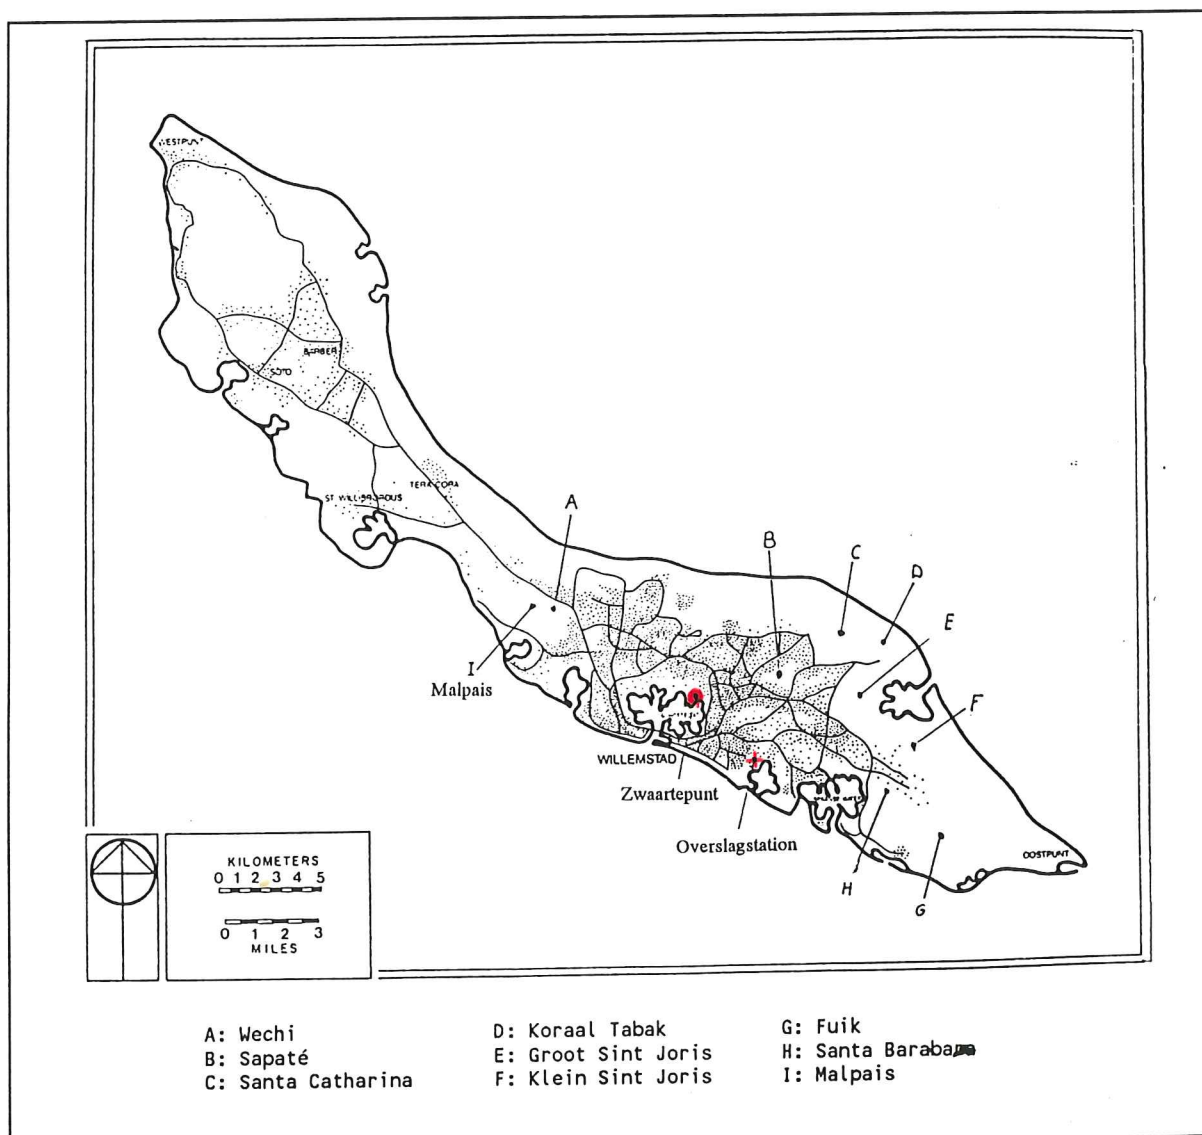 WESTPUNT
BARBER
SOTO
TERA CORA
ST WILLIBRORDUS
A
B
C
D
E
I
Malpais
F
WILLEMSTAD
Zwaartepunt
Overslagstation
OOSTPUNT
H
G
KILOMETERS
0 1 2 3 4 5
0 1 2 3
MILES
A: Wechi
B: Sapaté
C: Santa Catharina
D: Koraal Tabak
E: Groot Sint Joris
F: Klein Sint Joris
G: Fuik
H: Santa Barabara
I: Malpais